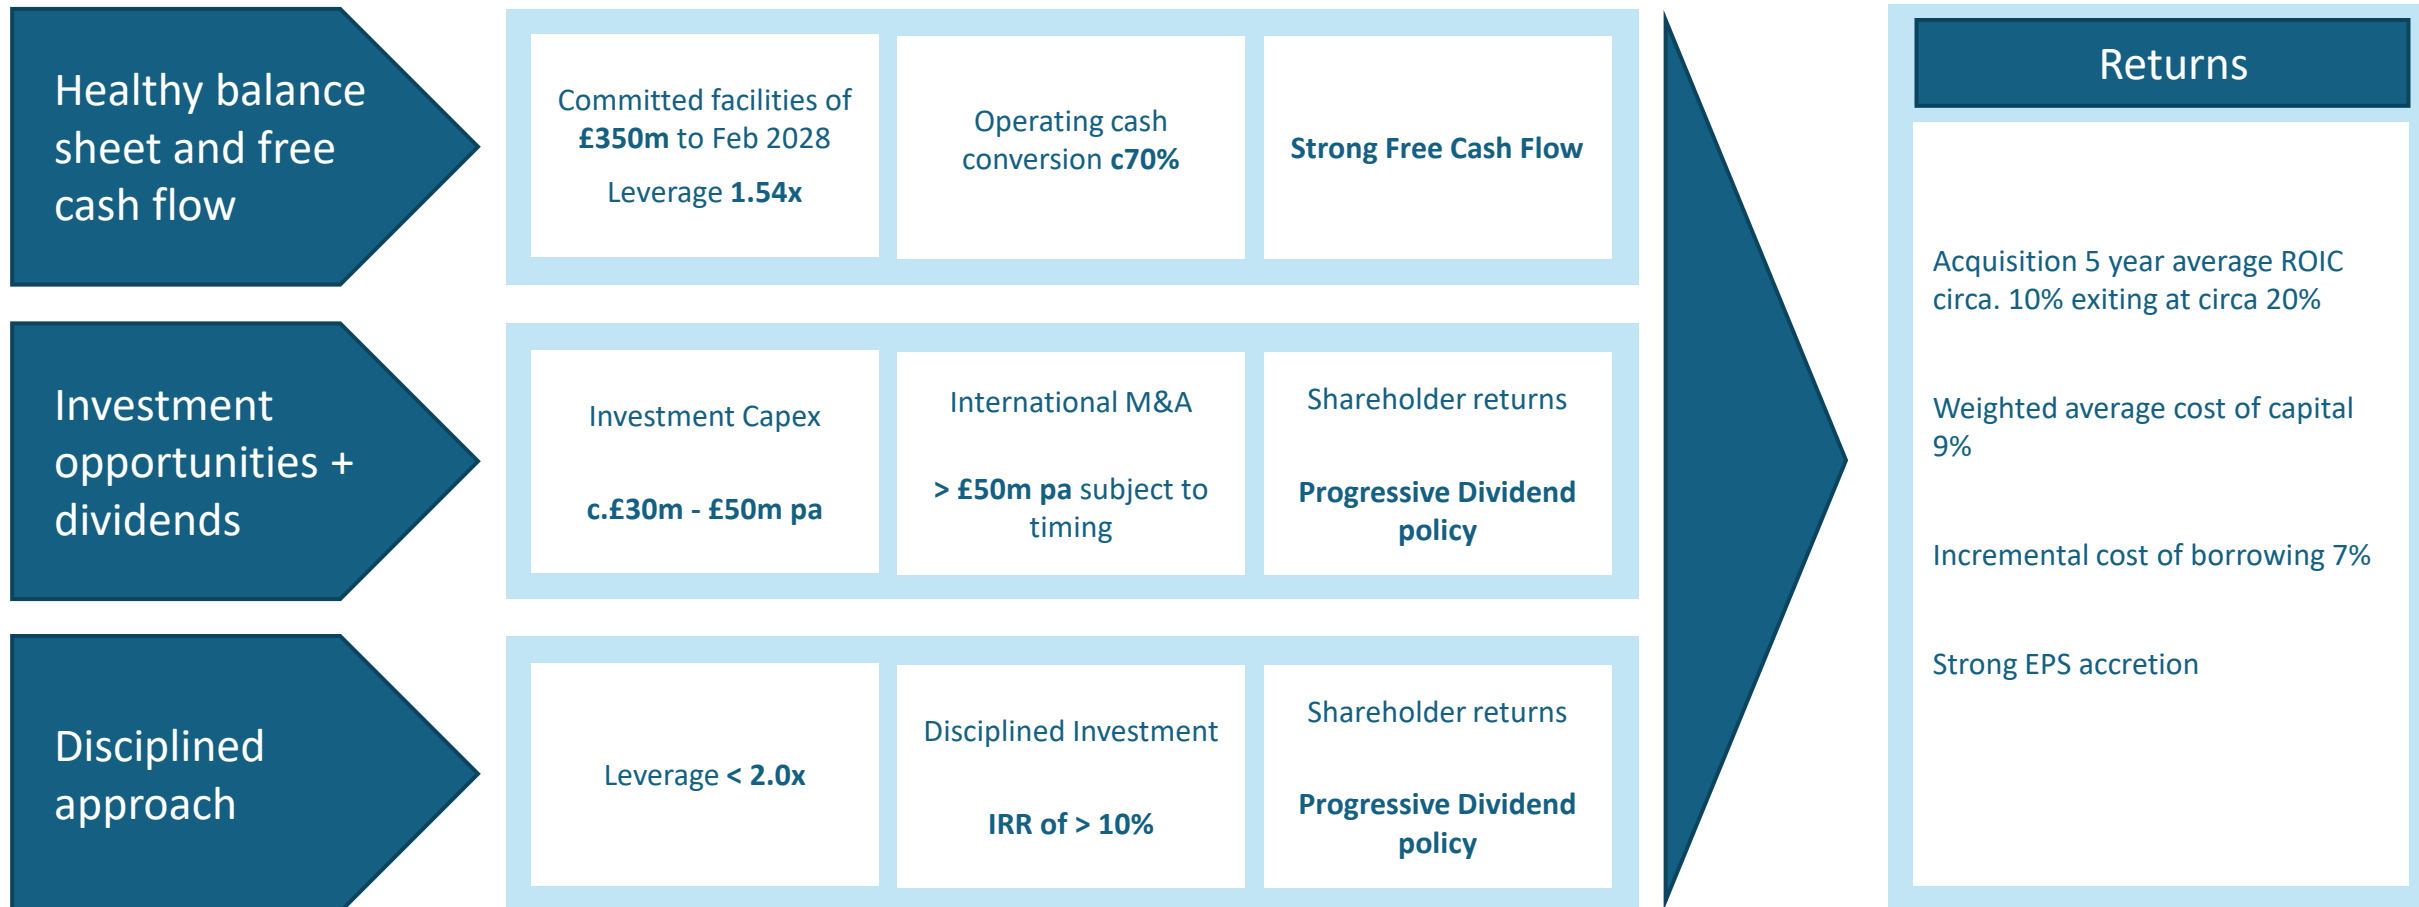 Healthy balance
sheet and free
cash flow
Committed facilities of
£350m to Feb 2028
Leverage 1.54x
Operating cash
conversion c70%
Strong Free Cash Flow
Investment
opportunities +
dividends
Investment Capex
c.£30m - £50m pa
International M&A
> £50m pa subject to
timing
Shareholder returns
Progressive Dividend
policy
Disciplined
approach
Leverage < 2.0x
Disciplined Investment
IRR of > 10%
Shareholder returns
Progressive Dividend
policy
Returns
Acquisition 5 year average ROIC
circa. 10% exiting at circa 20%
Weighted average cost of capital
9%
Incremental cost of borrowing 7%
Strong EPS accretion